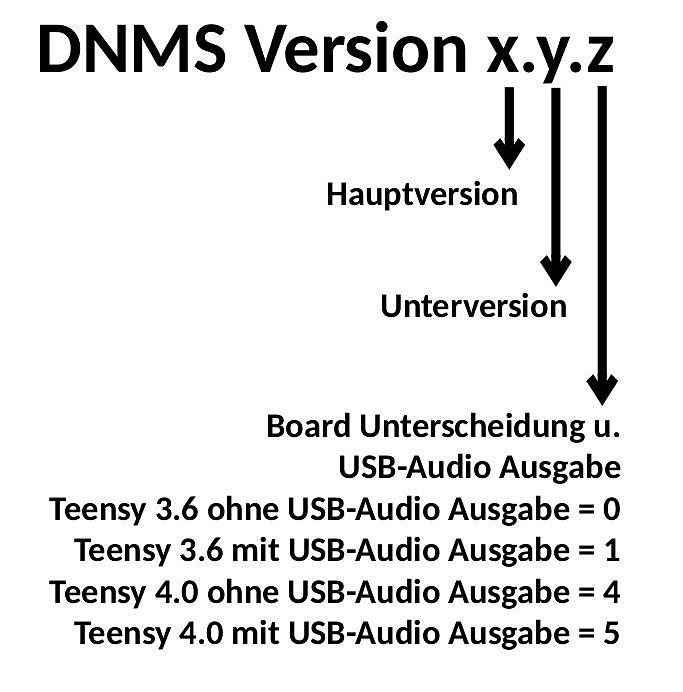 DNMS Version x.y.z
Hauptversion
Unterversion
Board Unterscheidung u.
USB-Audio Ausgabe
Teensy 3.6 ohne USB-Audio Ausgabe = 0
Teensy 3.6 mit USB-Audio Ausgabe = 1
Teensy 4.0 ohne USB-Audio Ausgabe = 4
Teensy 4.0 mit USB-Audio Ausgabe = 5